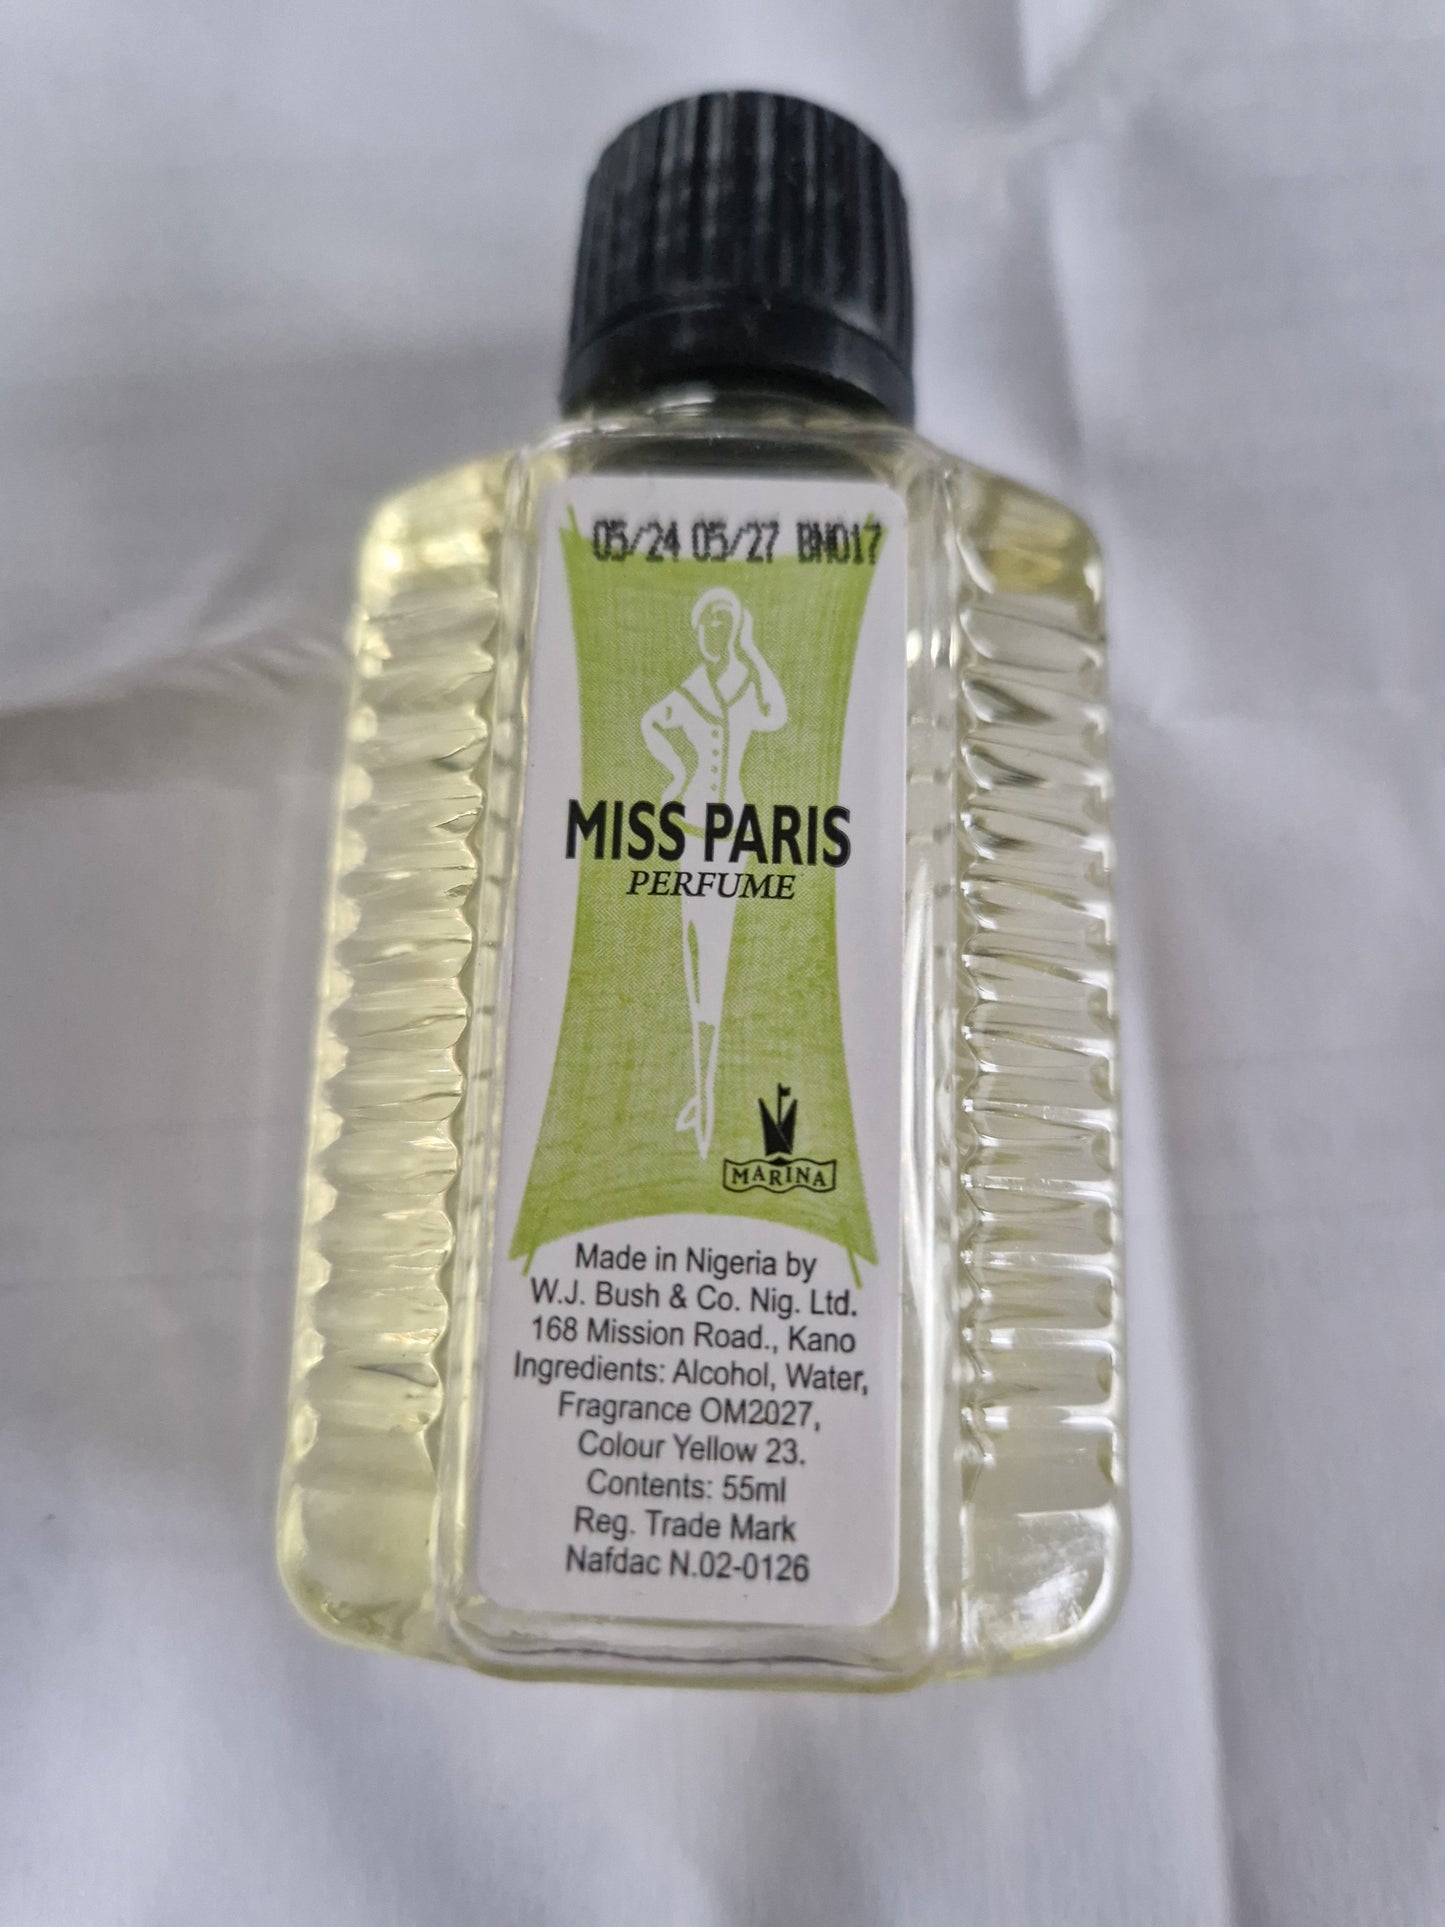 05/24 05/27 BN017
MISS PARIS
PERFUME
MARINA
Made in Nigeria by
W.J. Bush & Co. Nig. Ltd.
168 Mission Road., Kano
Ingredients: Alcohol, Water,
Fragrance OM2027,
Colour Yellow 23.
Contents: 55ml
Reg. Trade Mark
Nafdac N.02-0126